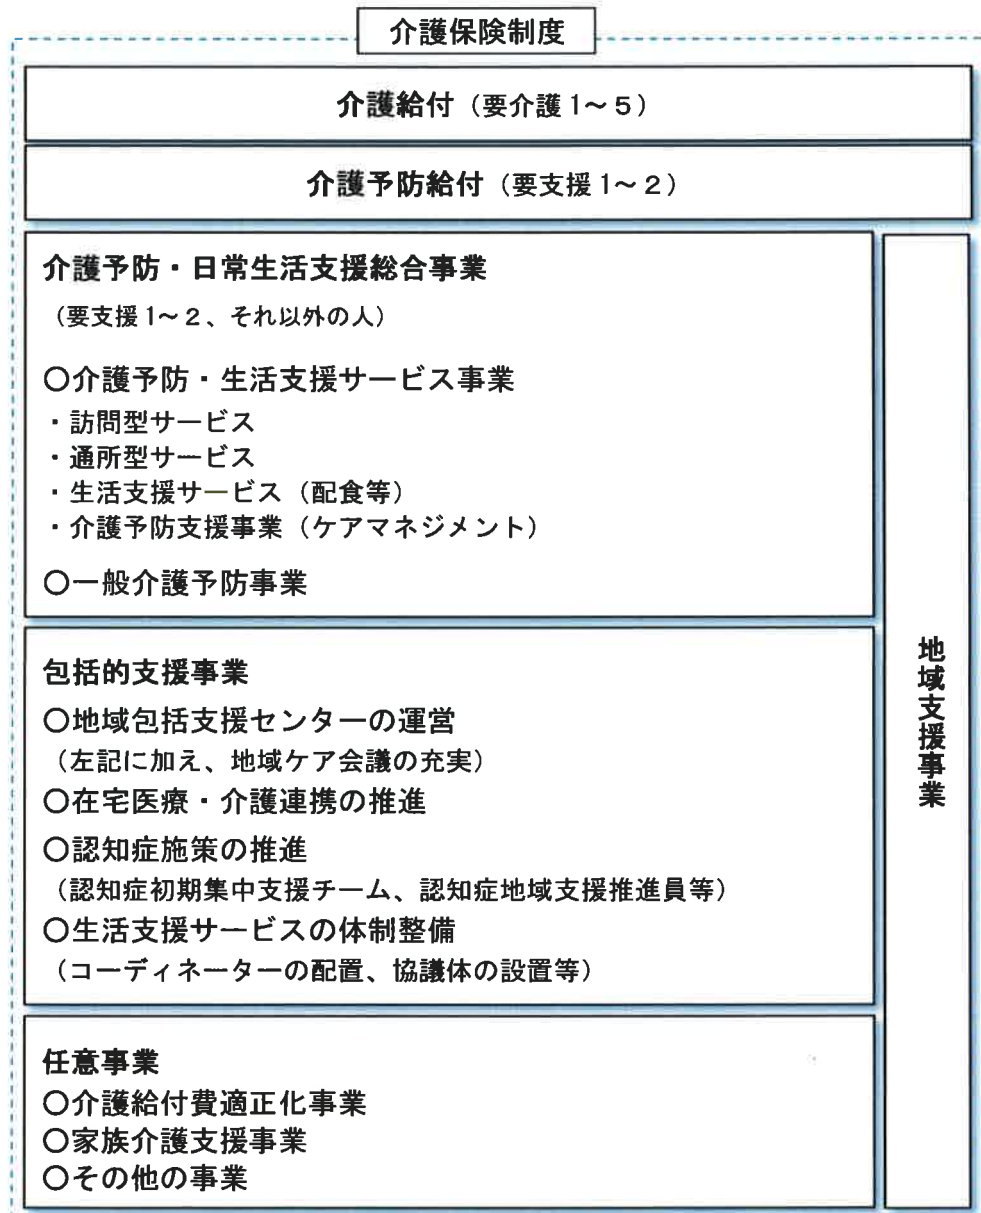 介護保険制度
介護給付（要介護1～5）
介護予防給付（要支援1～2）
介護予防・日常生活支援総合事業
（要支援1～2、それ以外の人）
○介護予防・生活支援サービス事業
・訪問型サービス
・通所型サービス
・生活支援サービス（配食等）
・介護予防支援事業（ケアマネジメント）
○一般介護予防事業
包括的支援事業
○地域包括支援センターの運営
（左記に加え、地域ケア会議の充実）
○在宅医療・介護連携の推進
○認知症施策の推進
（認知症初期集中支援チーム、認知症地域支援推進員等）
○生活支援サービスの体制整備
（コーディネーターの配置、協議体の設置等）
任意事業
○介護給付費適正化事業
○家族介護支援事業
○その他の事業
地域支援事業